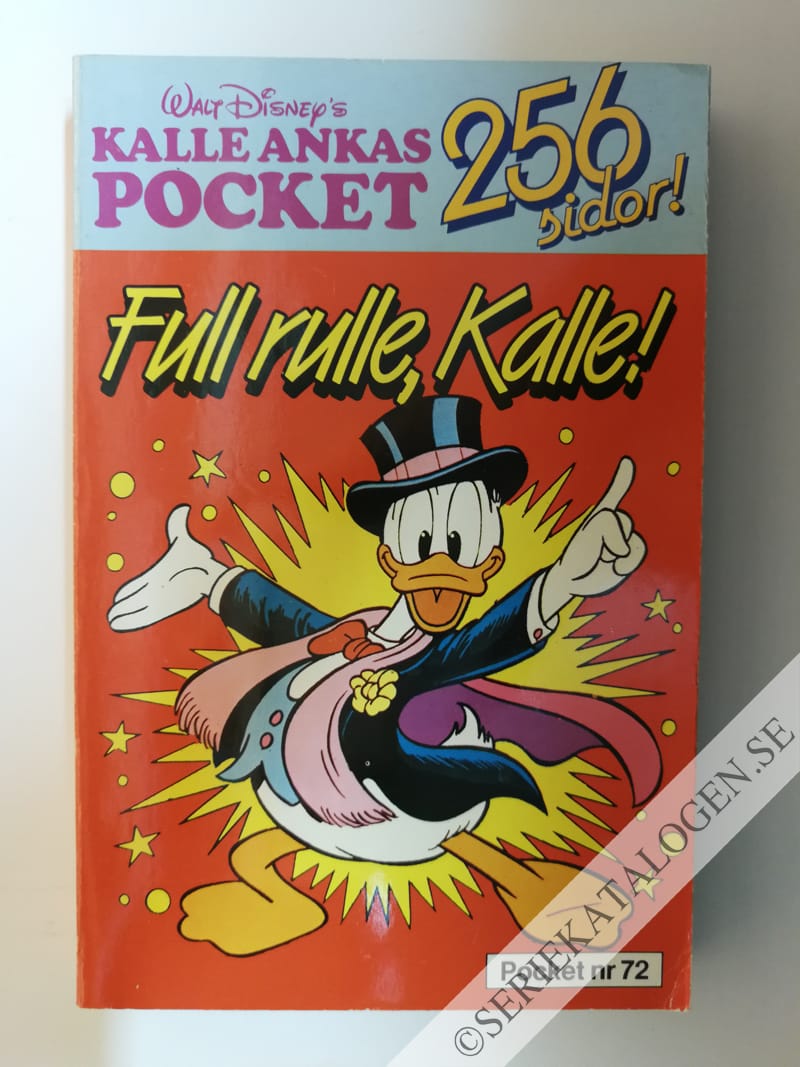 WALT DISNEY'S
KALLE ANKAS
POCKET
256
sidor!
Full rulle, Kalle!
Pocket nr 72
©SERIEKATALOGEN.SE